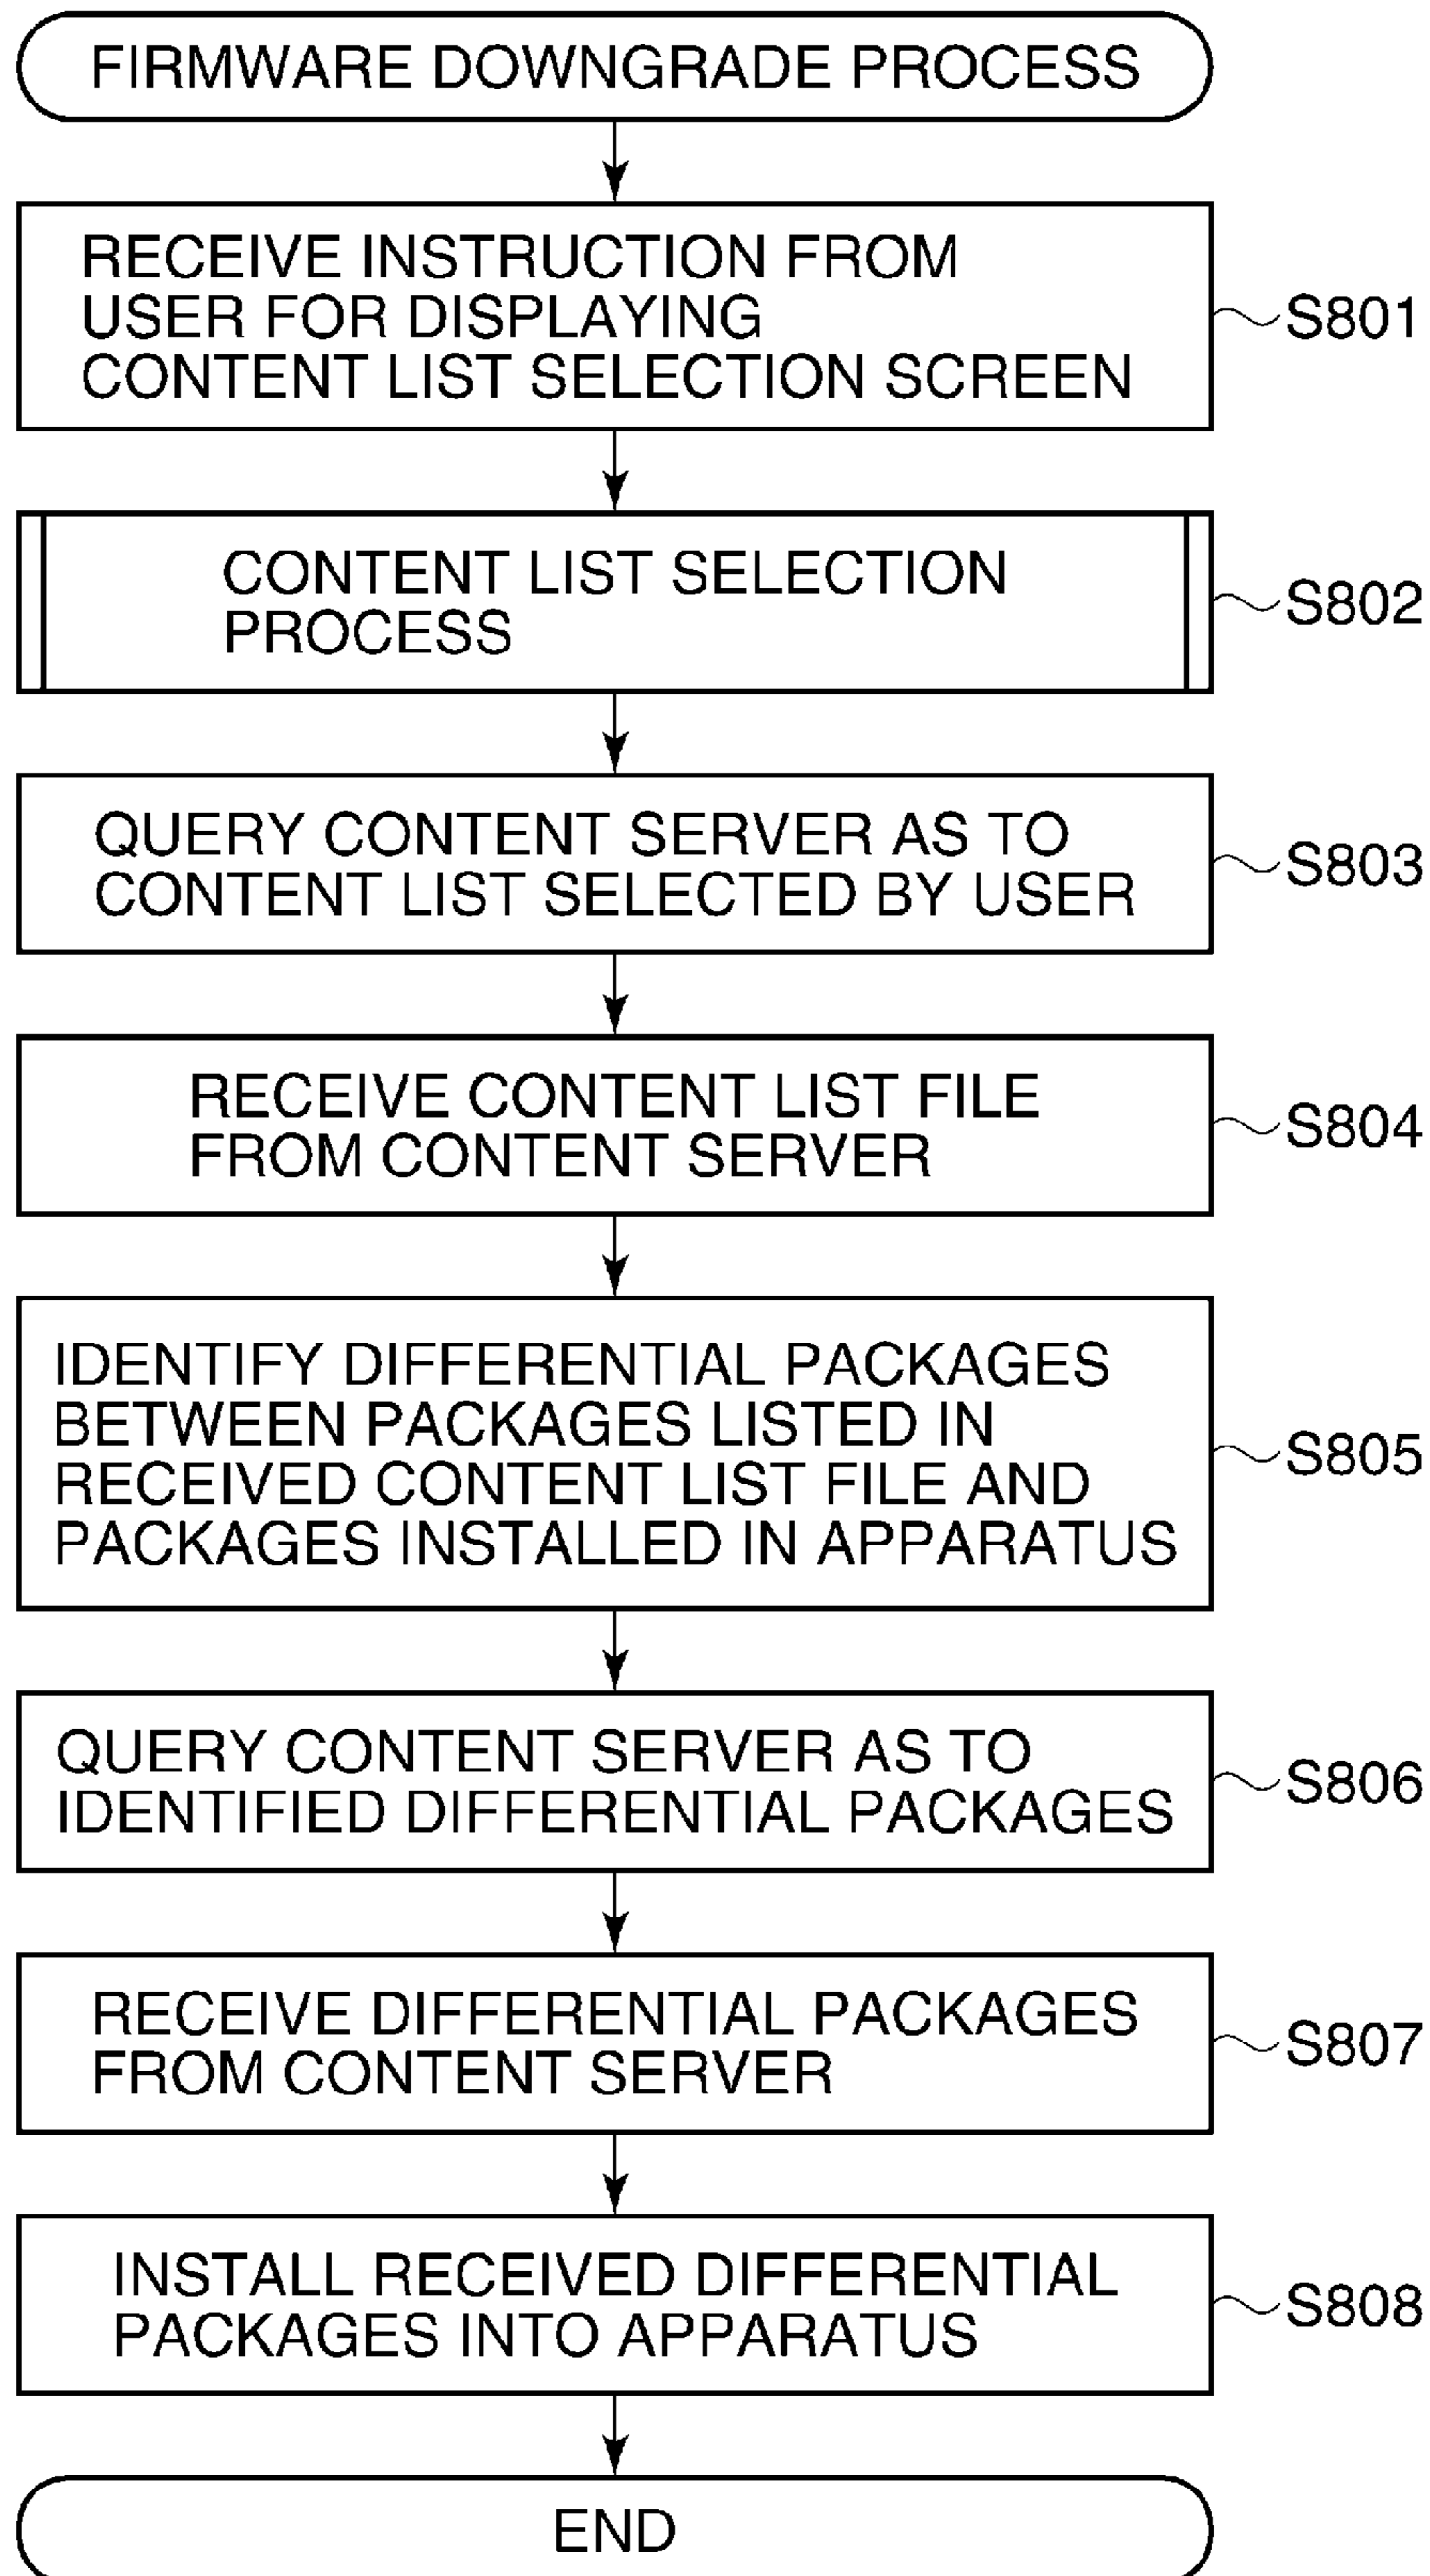 FIRMWARE DOWNGRADE PROCESS
RECEIVE INSTRUCTION FROM
USER FOR DISPLAYING
CONTENT LIST SELECTION SCREEN
S801
CONTENT LIST SELECTION
PROCESS
S802
QUERY CONTENT SERVER AS TO
CONTENT LIST SELECTED BY USER
S803
RECEIVE CONTENT LIST FILE
FROM CONTENT SERVER
S804
IDENTIFY DIFFERENTIAL PACKAGES
BETWEEN PACKAGES LISTED IN
RECEIVED CONTENT LIST FILE AND
PACKAGES INSTALLED IN APPARATUS
S805
QUERY CONTENT SERVER AS TO
IDENTIFIED DIFFERENTIAL PACKAGES
S806
RECEIVE DIFFERENTIAL PACKAGES
FROM CONTENT SERVER
S807
INSTALL RECEIVED DIFFERENTIAL
PACKAGES INTO APPARATUS
S808
END